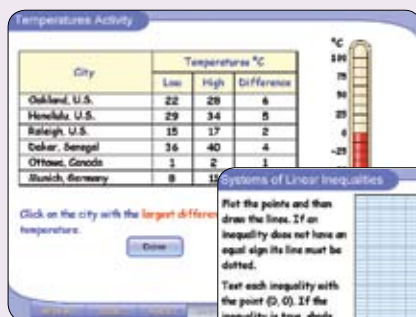 Temperatures Activity
City
Temperatures °C
Low High Difference
Oakland, U.S. 22 28 6
Honolulu, U.S. 29 34 5
Raleigh, U.S. 15 17 2
Dakar, Senegal 36 40 4
Ottawa, Canada 1 2 1
Munich, Germany 8
Click on the city with the largest
temperature.
Done
°C
100
75
50
25
0
-25
Systems of Linear Inequalities
Plot the points and then
draw the lines. If an
inequality does not have an
equal sign its line must be
dotted.
Test each inequality with
the point (0, 0). If the
inequality is true, shade